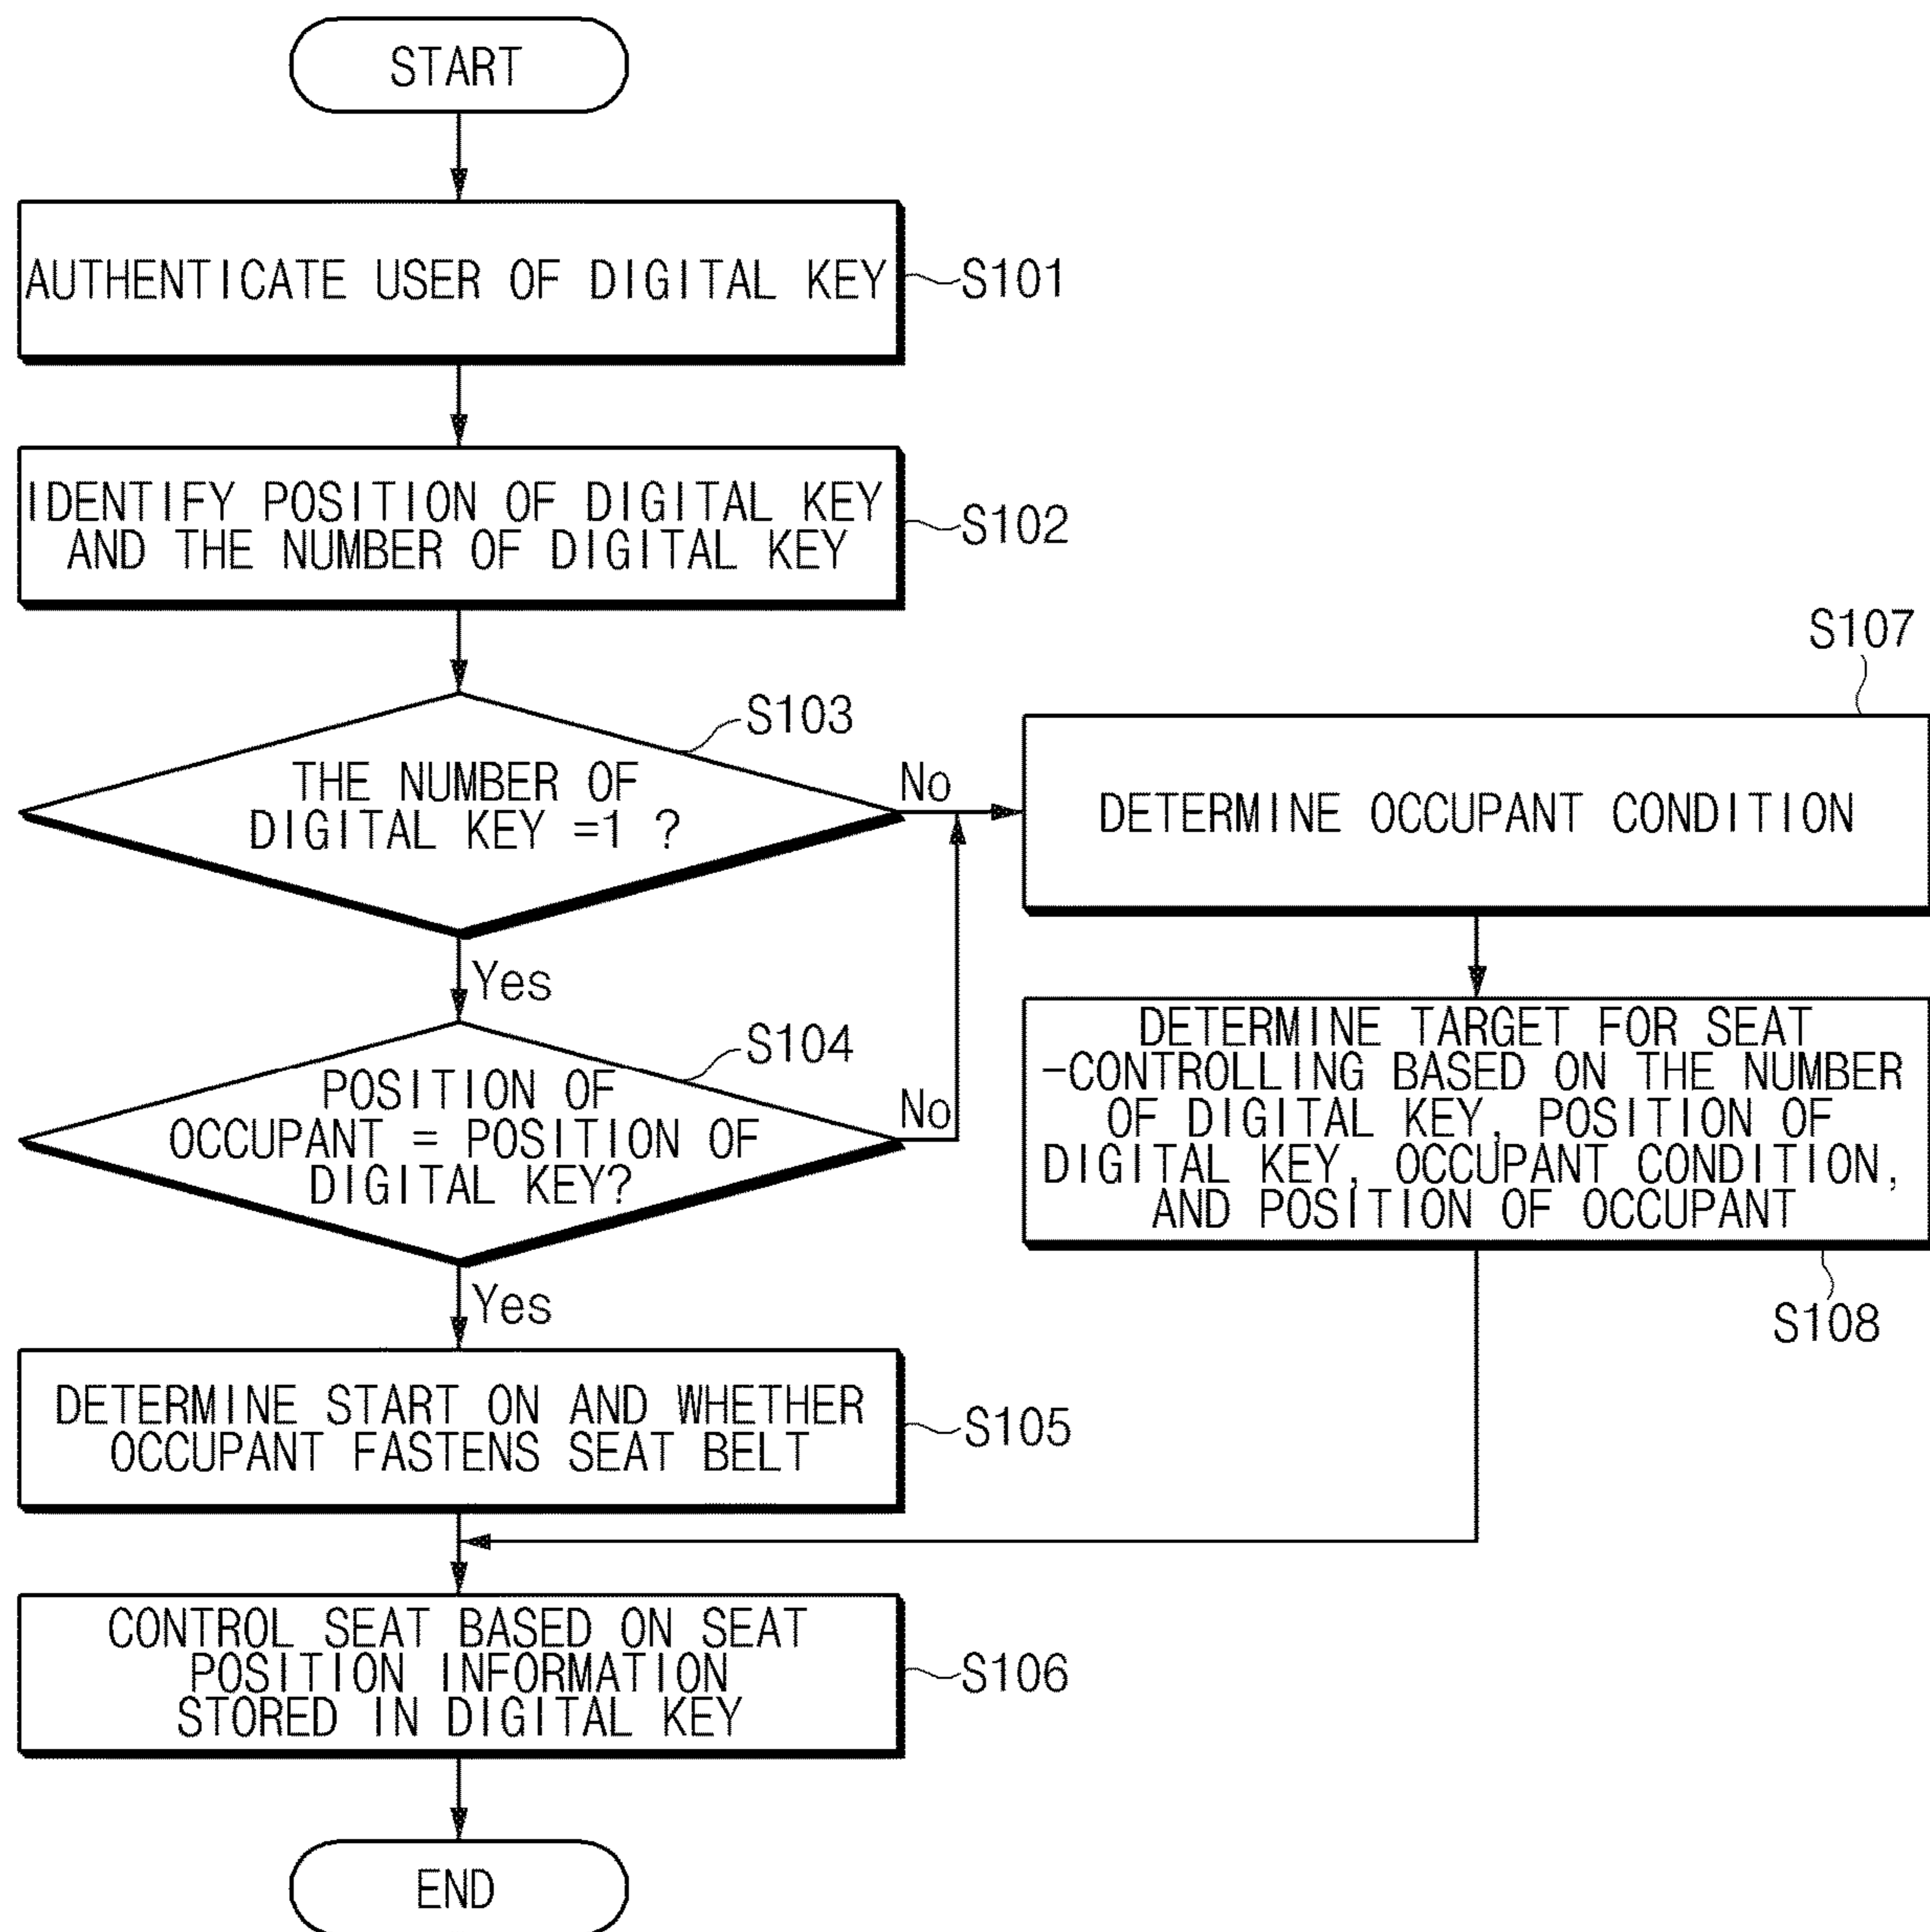 START
AUTHENTICATE USER OF DIGITAL KEY
S101
IDENTIFY POSITION OF DIGITAL KEY
AND THE NUMBER OF DIGITAL KEY
S102
S103
THE NUMBER OF
DIGITAL KEY =1 ?
No
Yes
S104
POSITION OF
OCCUPANT = POSITION OF
DIGITAL KEY?
No
Yes
DETERMINE START ON AND WHETHER
OCCUPANT FASTENS SEAT BELT
S105
CONTROL SEAT BASED ON SEAT
POSITION INFORMATION
STORED IN DIGITAL KEY
S106
END
S107
DETERMINE OCCUPANT CONDITION
DETERMINE TARGET FOR SEAT
-CONTROLLING BASED ON THE NUMBER
OF DIGITAL KEY, POSITION OF
DIGITAL KEY, OCCUPANT CONDITION,
AND POSITION OF OCCUPANT
S108